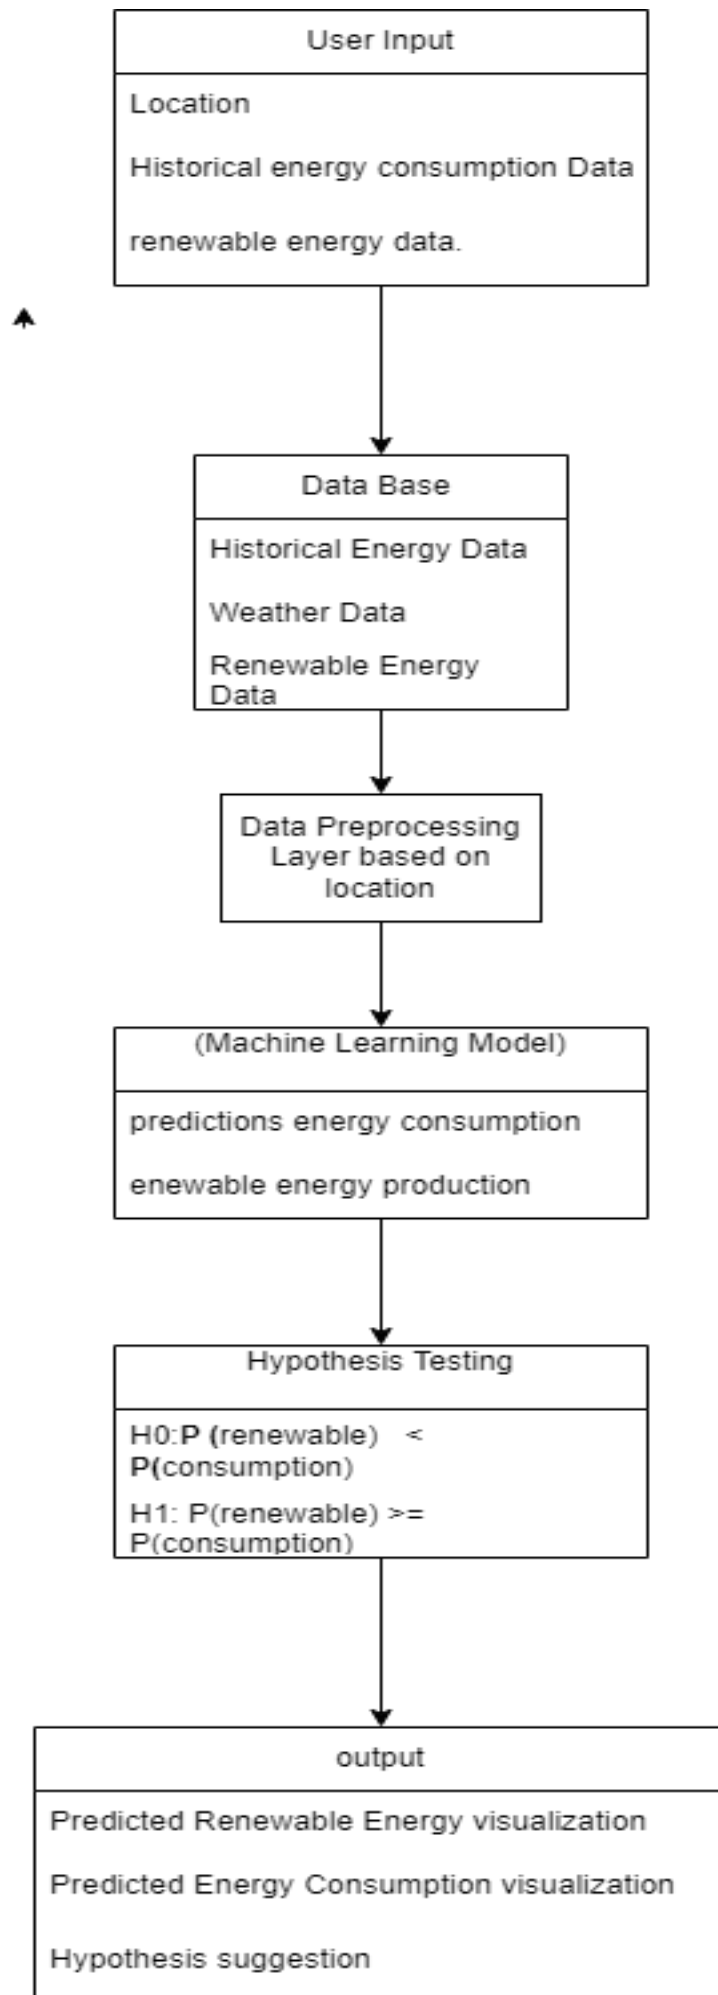 User Input
Location
Historical energy consumption Data
renewable energy data.
Data Base
Historical Energy Data
Weather Data
Renewable Energy
Data
Data Preprocessing
Layer based on
location
(Machine Learning Model)
predictions energy consumption
enewable energy production
Hypothesis Testing
H0:P (renewable) <
P(consumption)
H1: P(renewable) >=
P(consumption)
output
Predicted Renewable Energy visualization
Predicted Energy Consumption visualization
Hypothesis suggestion